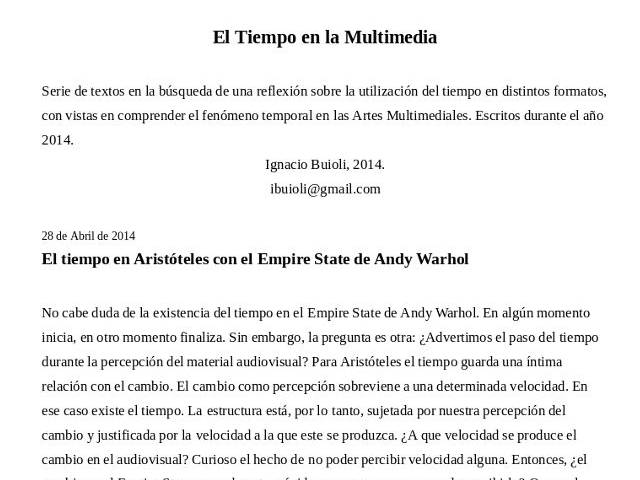 El Tiempo en la Multimedia
Serie de textos en la búsqueda de una reflexión sobre la utilización del tiempo en distintos formatos,
con vistas en comprender el fenómeno temporal en las Artes Multimediales. Escritos durante el año
2014.
Ignacio Buioli, 2014.
ibuioli@gmail.com
28 de Abril de 2014
El tiempo en Aristóteles con el Empire State de Andy Warhol
No cabe duda de la existencia del tiempo en el Empire State de Andy Warhol. En algún momento
inicia, en otro momento finaliza. Sin embargo, la pregunta es otra: ¿Advertimos el paso del tiempo
durante la percepción del material audiovisual? Para Aristóteles el tiempo guarda una íntima
relación con el cambio. El cambio como percepción sobreviene a una determinada velocidad. En
ese caso existe el tiempo. La estructura está, por lo tanto, sujetada por nuestra percepción del
cambio y justificada por la velocidad a la que este se produzca. ¿A que velocidad se produce el
cambio en el audiovisual? Curioso el hecho de no poder percibir velocidad alguna. Entonces, ¿el